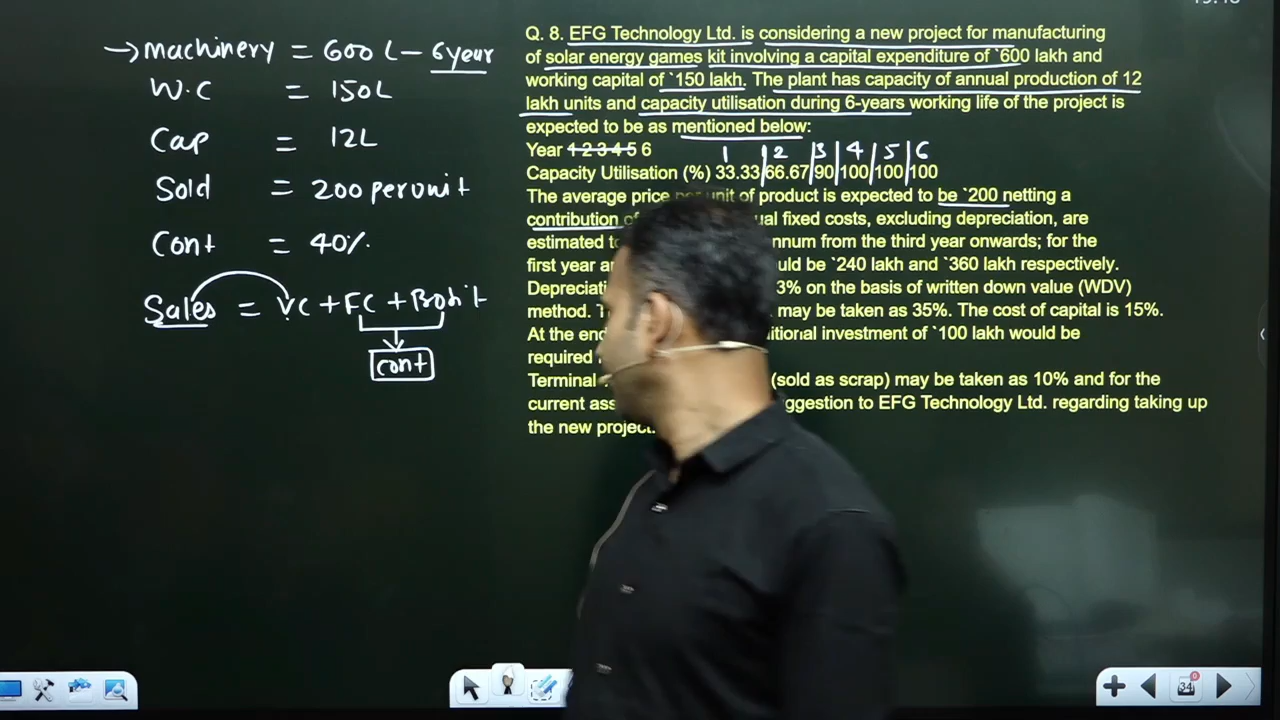 → Machinery = 600 L – 6 year
W.C = 150L
Cap = 12L
Sold = 200 per unit
Cont = 40%.
Sales = VC + FC + Profit
cont
Q. 8. EFG Technology Ltd. is considering a new project for manufacturing
of solar energy games kit involving a capital expenditure of `600 lakh and
working capital of `150 lakh. The plant has capacity of annual production of 12
lakh units and capacity utilisation during 6-years working life of the project is
expected to be as mentioned below:
Year 1 2 3 4 5 6
1 2 3 4 5 6
Capacity Utilisation (%) 33.33 66.67 90 100 100 100
The average price per unit of product is expected to be `200 netting a
contribution of ual fixed costs, excluding depreciation, are
estimated to annum from the third year onwards; for the
first year uld be `240 lakh and `360 lakh respectively.
3% on the basis of written down value (WDV)
method. may be taken as 35%. The cost of capital is 15%.
At the end itional investment of `100 lakh would be
required
Terminal (sold as scrap) may be taken as 10% and for the
current ggestion to EFG Technology Ltd. regarding taking up
the new project.
34
0